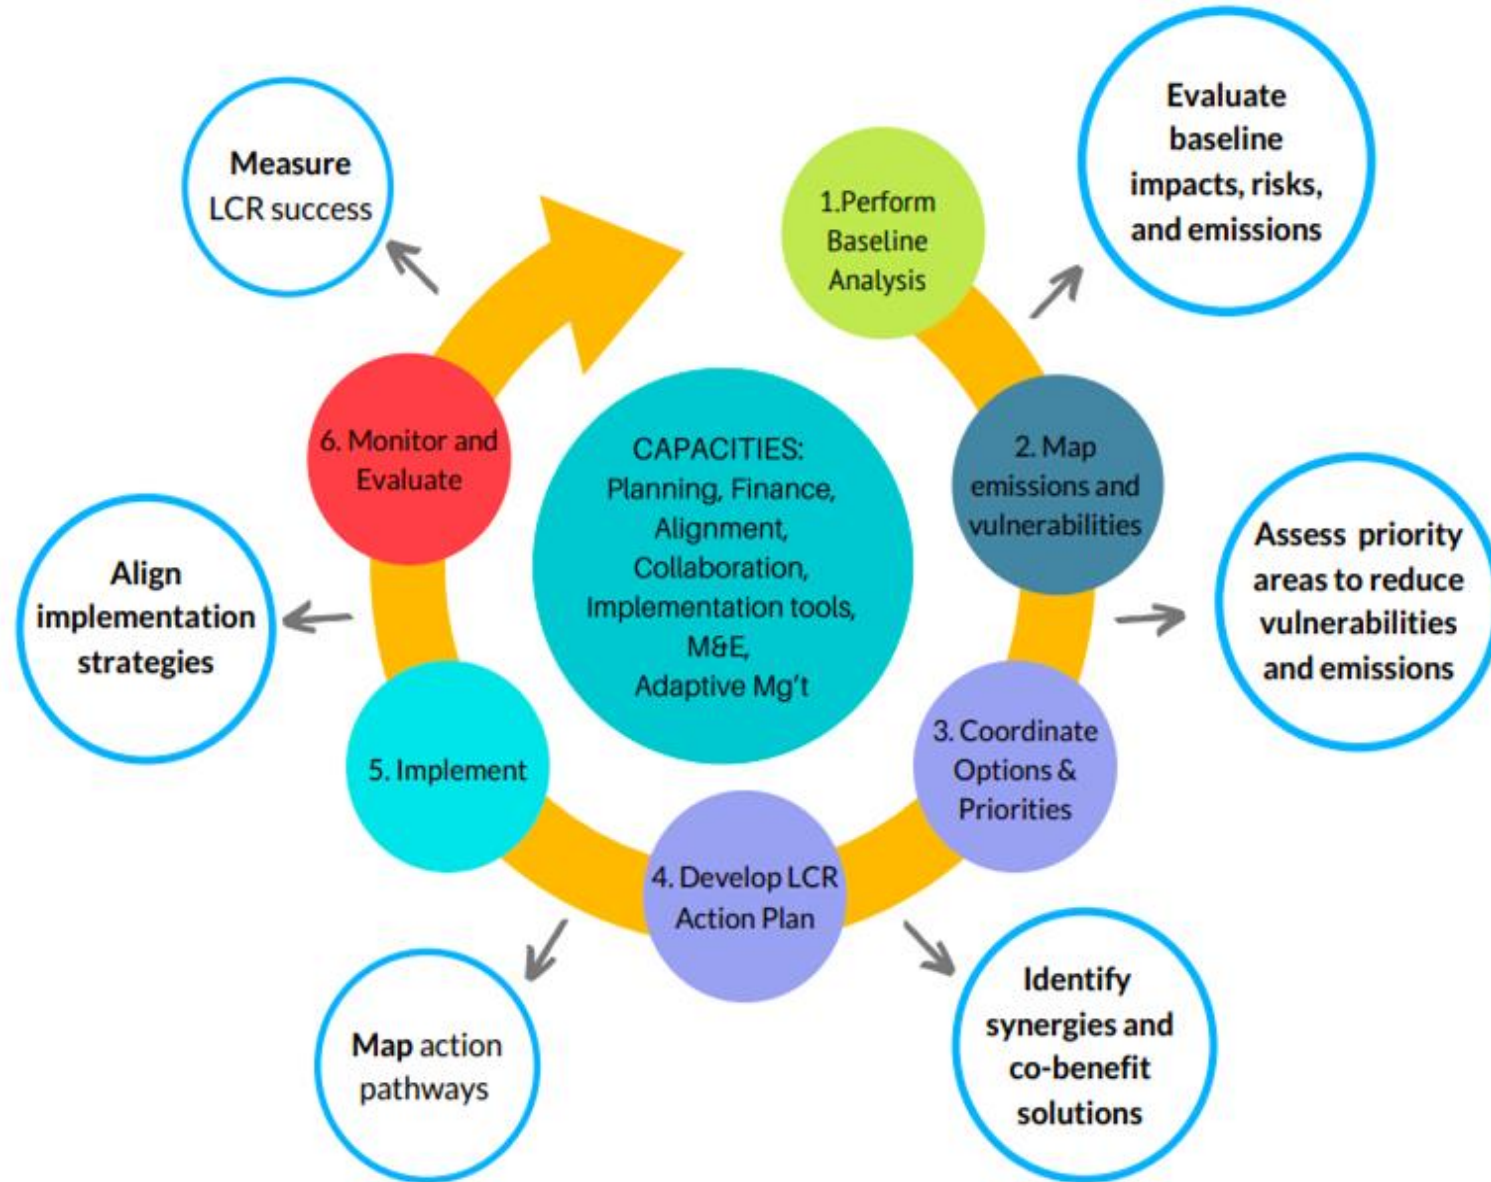 1.Perform
Baseline
Analysis
Evaluate
baseline
impacts, risks,
and emissions
2. Map
emissions and
vulnerabilities
Assess priority
areas to reduce
vulnerabilities
and emissions
3. Coordinate
Options &
Priorities
Identify
synergies and
co-benefit
solutions
4. Develop LCR
Action Plan
Map action
pathways
5. Implement
Align
implementation
strategies
6. Monitor and
Evaluate
Measure
LCR success
CAPACITIES:
Planning, Finance,
Alignment,
Collaboration,
Implementation tools,
M&E,
Adaptive Mg't